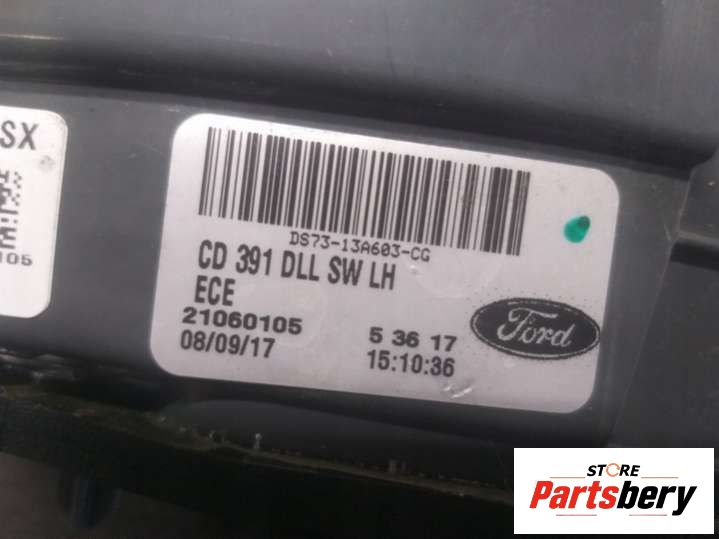 SX
105
DS73-13A603-CG
CD 391 DLL SW LH
ECE
21060105 5 36 17
08/09/17 15:10:36
Ford
STORE
Partsbery